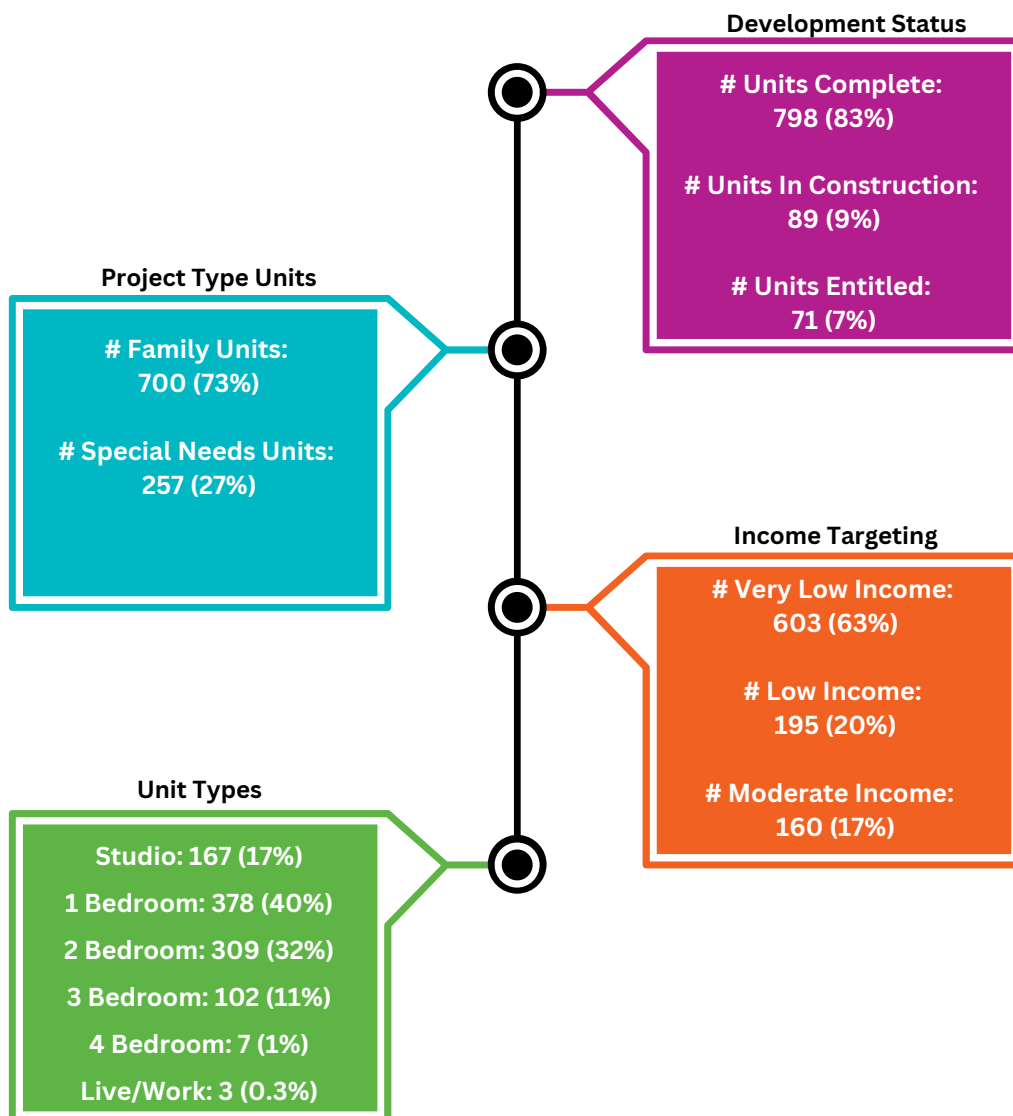 Development Status
# Units Complete:
798 (83%)
# Units In Construction:
89 (9%)
# Units Entitled:
71 (7%)
Project Type Units
# Family Units:
700 (73%)
# Special Needs Units:
257 (27%)
Income Targeting
# Very Low Income:
603 (63%)
# Low Income:
195 (20%)
# Moderate Income:
160 (17%)
Unit Types
Studio: 167 (17%)
1 Bedroom: 378 (40%)
2 Bedroom: 309 (32%)
3 Bedroom: 102 (11%)
4 Bedroom: 7 (1%)
Live/Work: 3 (0.3%)